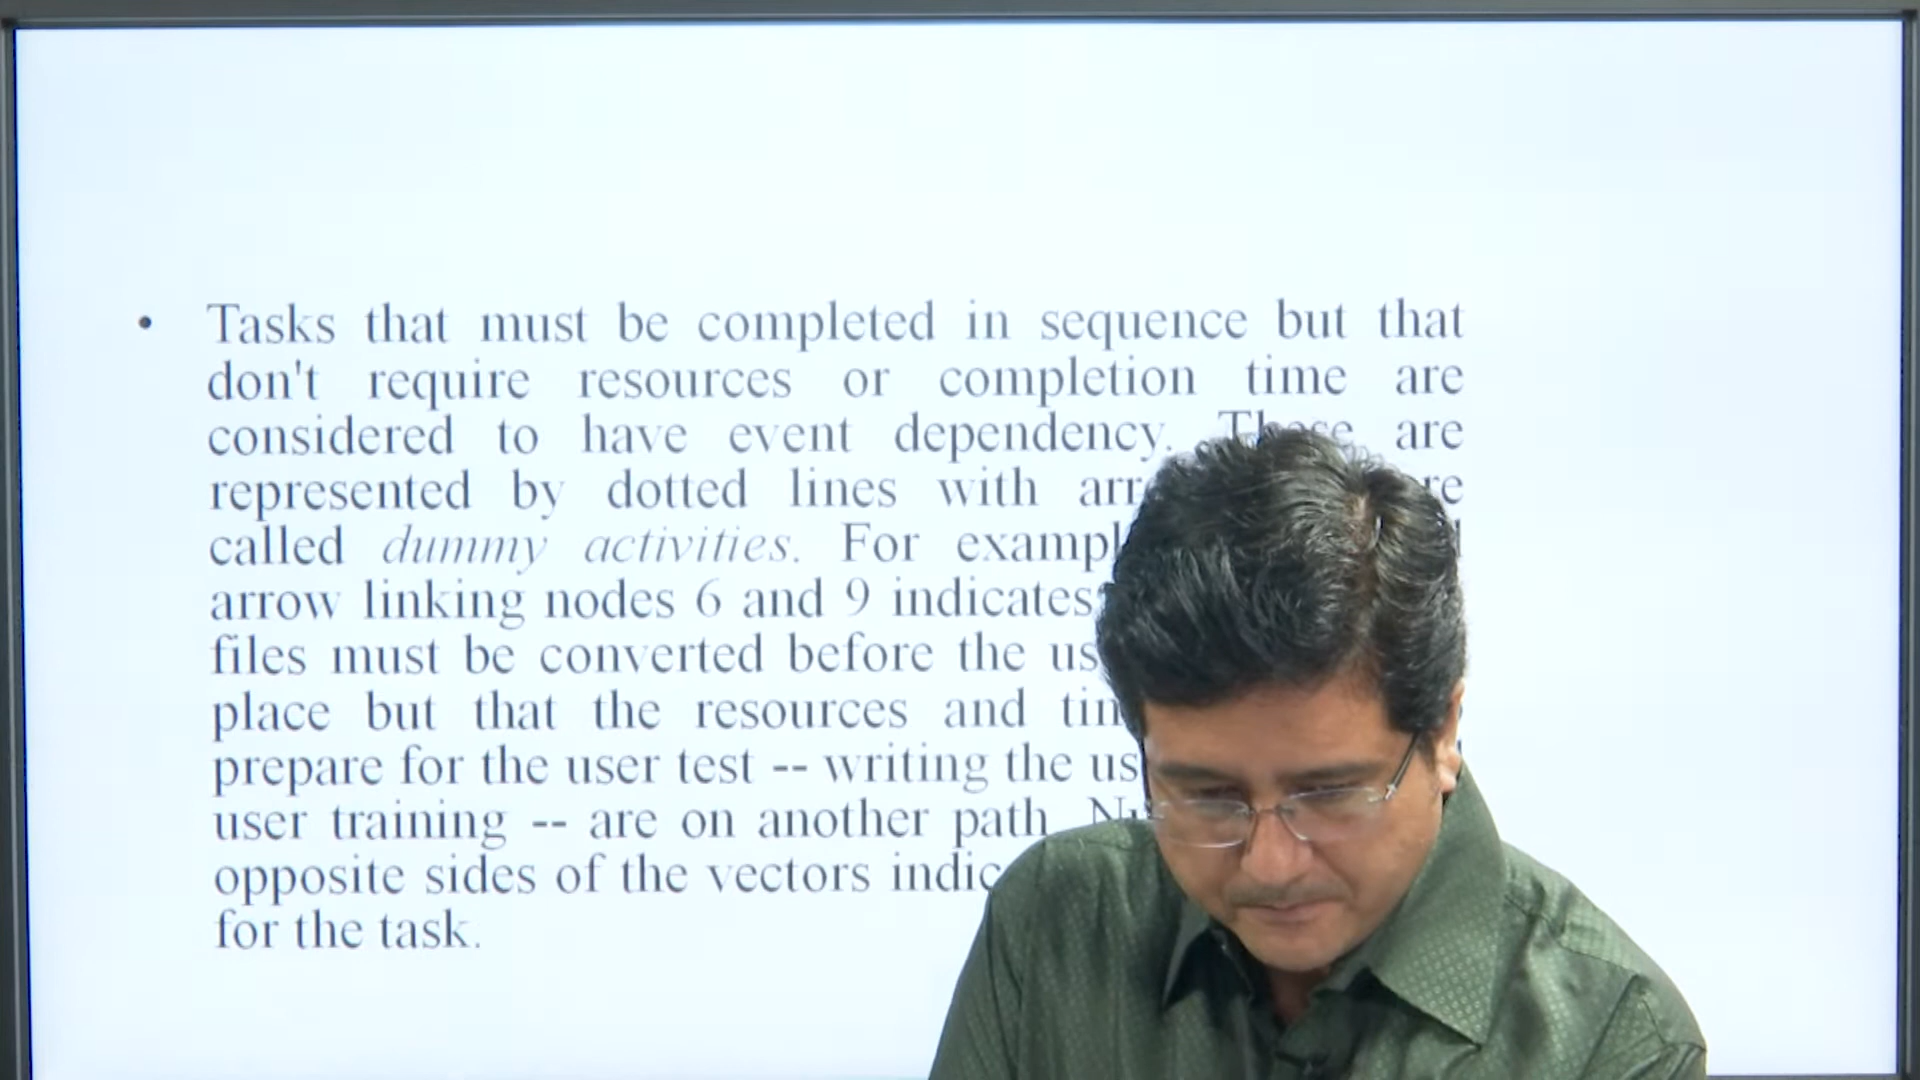 • Tasks that must be completed in sequence but that
don't require resources or completion time are
considered to have event dependency. These are
represented by dotted lines with
called dummy activities. For
arrow linking nodes 6 and 9 indicates
files must be converted before the
place but that the resources and
prepare for the user test -- writing the
user training -- are on another path.
opposite sides of the vectors
for the task.